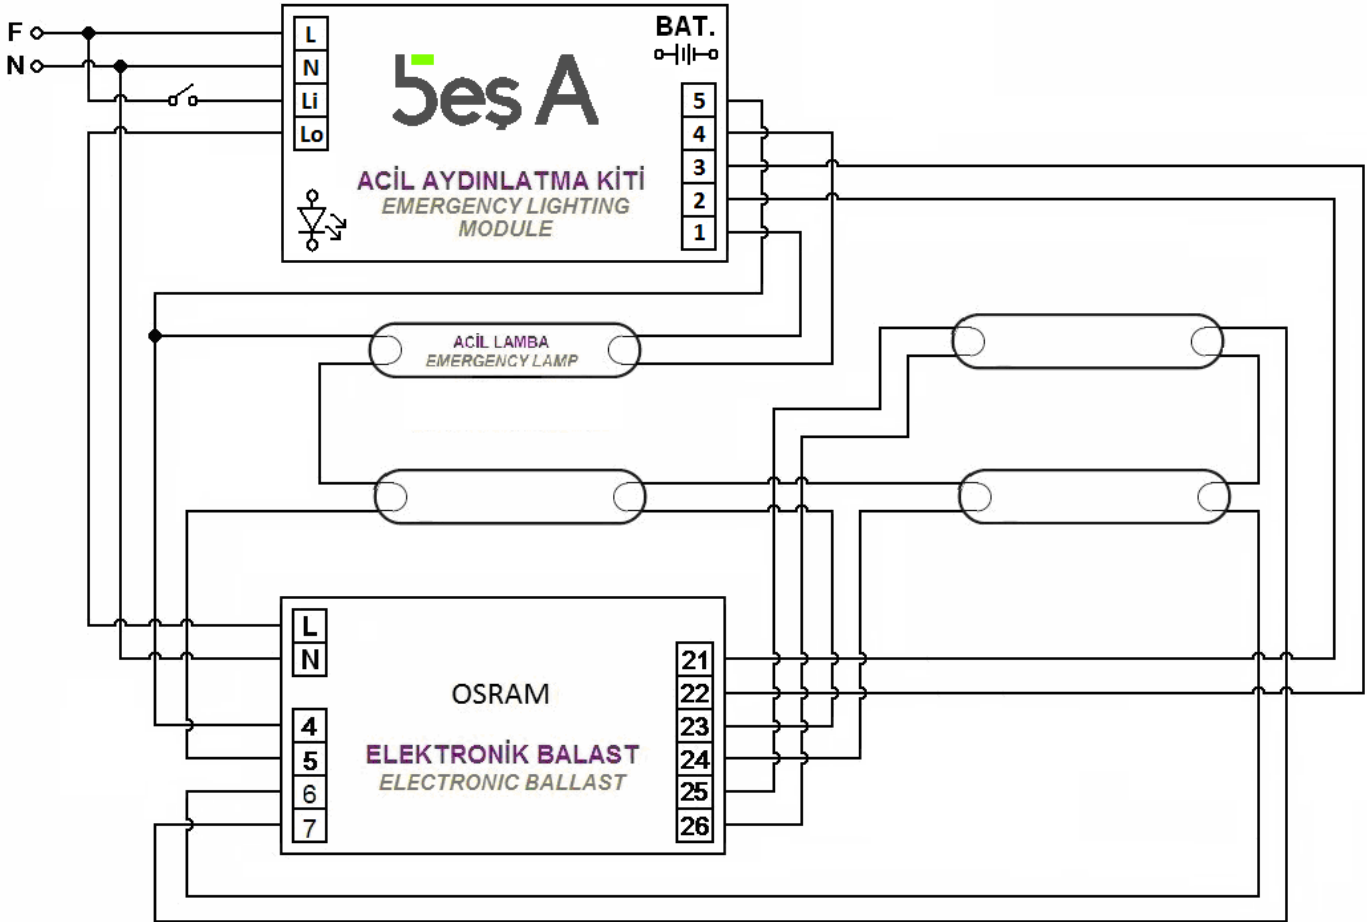 F
N
L
N
Li
Lo
BAT.
beş A
5
4
3
2
1
ACİL AYDINLATMA KİTİ
EMERGENCY LIGHTING
MODULE
ACİL LAMBA
EMERGENCY LAMP
L
N
4
5
6
7
OSRAM
ELEKTRONİK BALAST
ELECTRONIC BALLAST
21
22
23
24
25
26